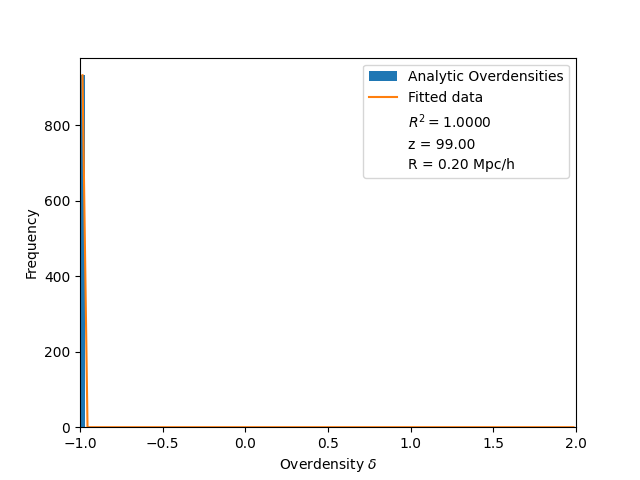 Analytic Overdensities
Fitted data
$R^2 = 1.0000$
z = 99.00
R = 0.20 Mpc/h
Frequency
800
600
400
200
0
−1.0 −0.5 0.0 0.5 1.0 1.5 2.0
Overdensity δ